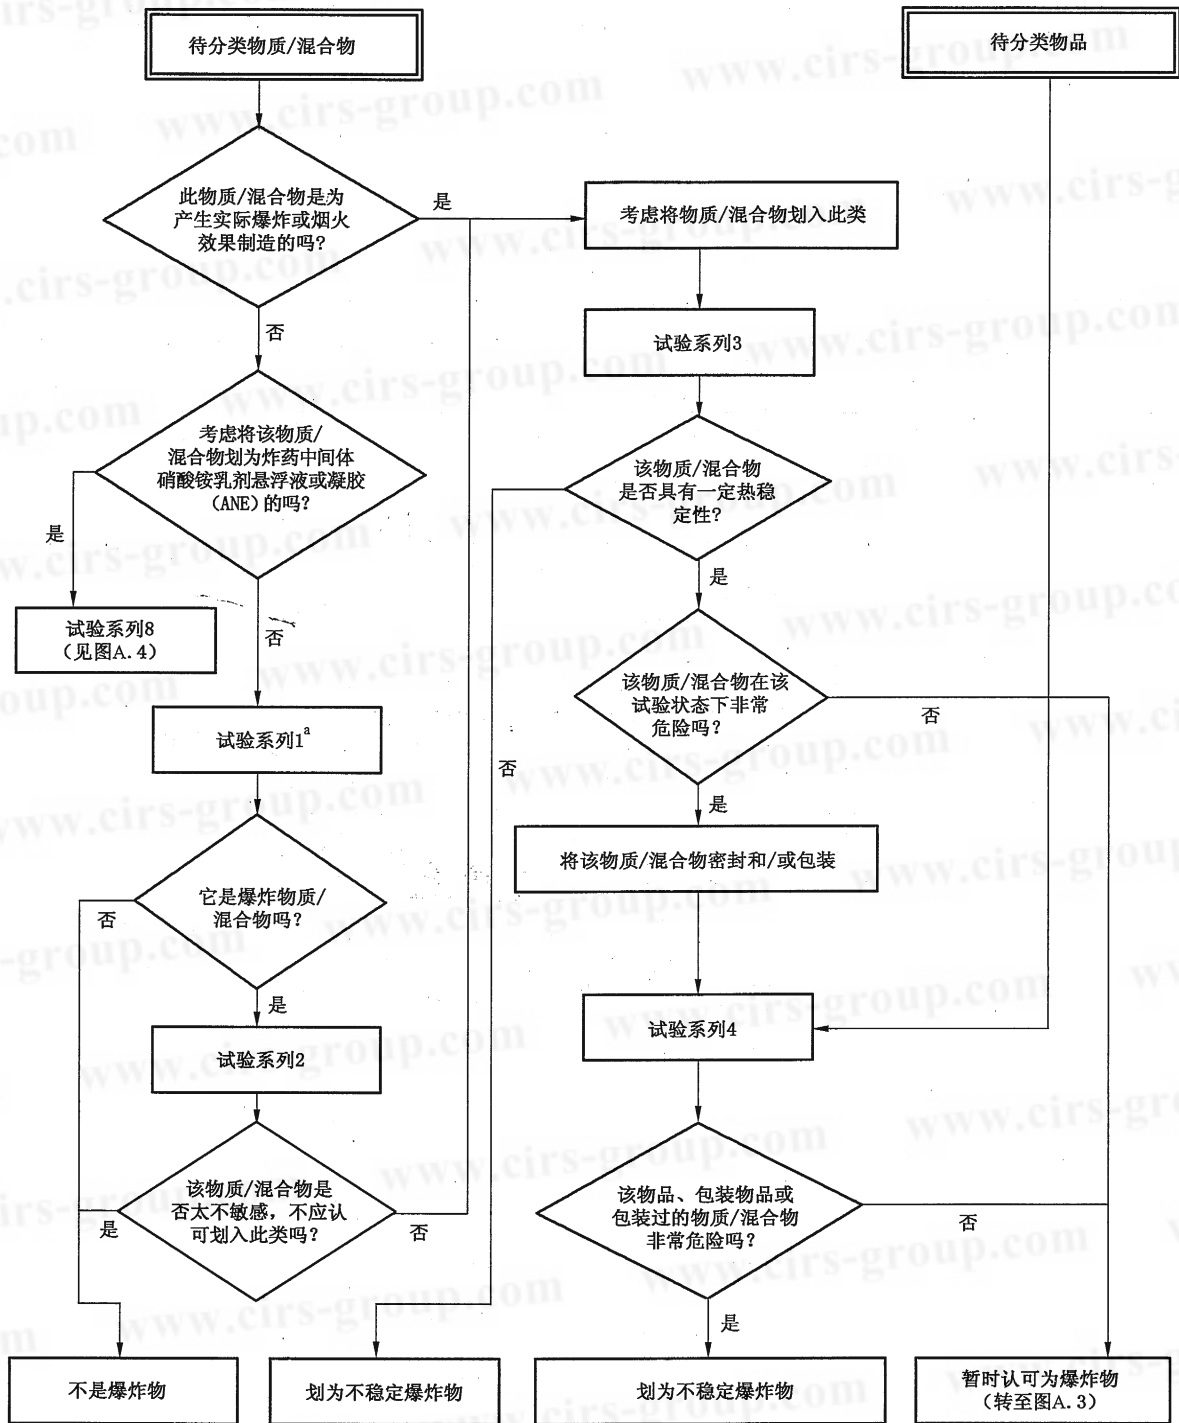 待分类物质/混合物
待分类物品
此物质/混合物是为
产生实际爆炸或烟火
效果制造的吗?
是
考虑将物质/混合物划入此类
否
试验系列3
考虑将该物质/
混合物划为炸药中间体
硝酸铵乳剂悬浮液或凝胶
(ANE)的吗?
是
该物质/混合物
是否具有一定热稳
定性?
是
试验系列8
(见图A.4)
否
该物质/混合物在该
试验状态下非常
危险吗?
否
试验系列1a
否
是
将该物质/混合物密封和/或包装
它是爆炸物质/
混合物吗?
否
是
试验系列4
试验系列2
该物质/混合物是
否太不敏感,不应认
可划入此类吗?
是
否
该物品、包装物品或
包装过的物质/混合物
非常危险吗?
否
是
不是爆炸物
划为不稳定爆炸物
划为不稳定爆炸物
暂时认可为爆炸物
(转至图A.3)
www.cirs-group.com